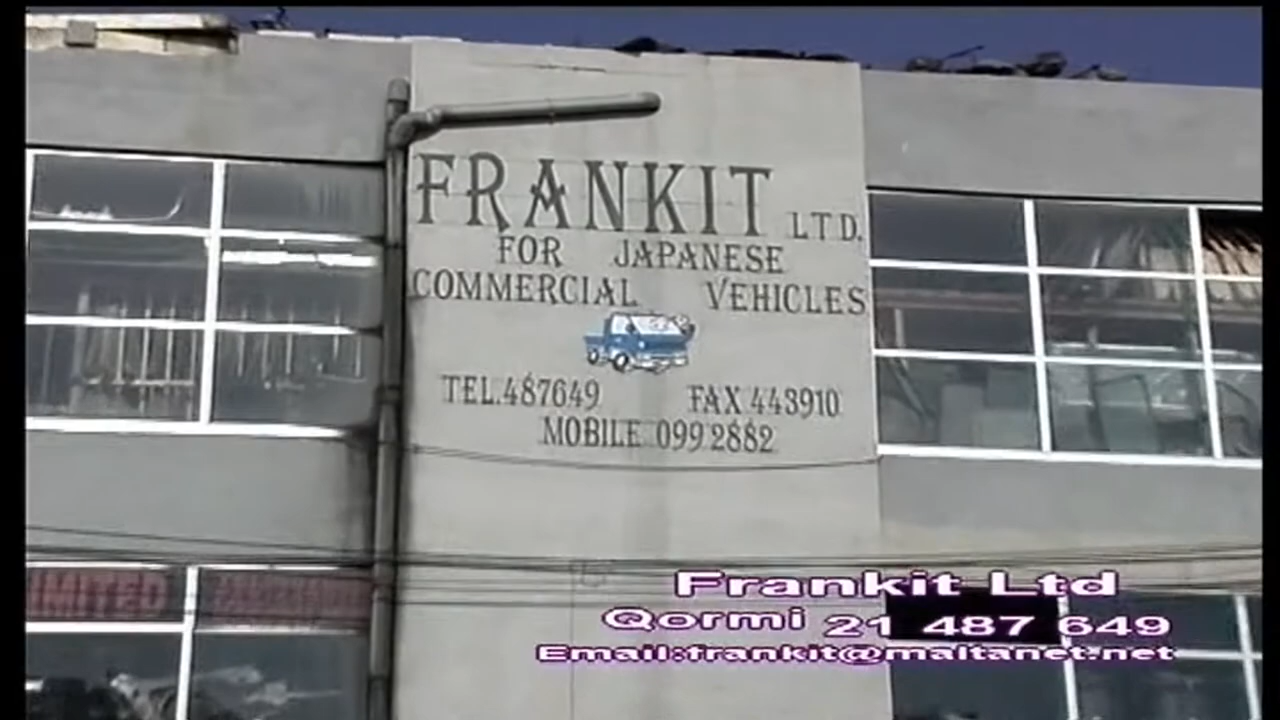 FRANKIT LTD.
FOR JAPANESE
COMMERCIAL VEHICLES
TEL.487649 FAX 443910
MOBILE 099 2882
Frankit Ltd
Qormi 21 487 649
Email:frankit@maltanet.net